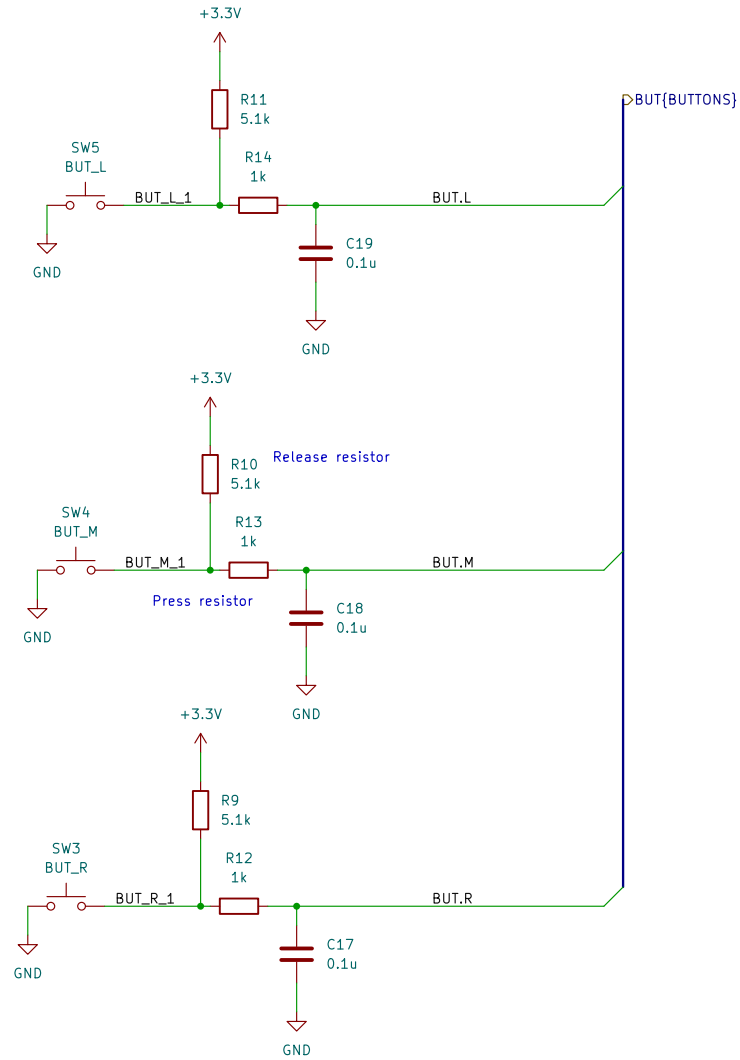 +3.3V
R11
5.1k
BUT{BUTTONS}
SW5
BUT_L
R14
1k
BUT_L_1
BUT.L
C19
0.1u
GND
GND
+3.3V
Release resistor
R10
5.1k
SW4
BUT_M
R13
1k
BUT_M_1
BUT.M
Press resistor
C18
0.1u
GND
GND
+3.3V
R9
5.1k
SW3
BUT_R
R12
1k
BUT_R_1
BUT.R
C17
0.1u
GND
GND